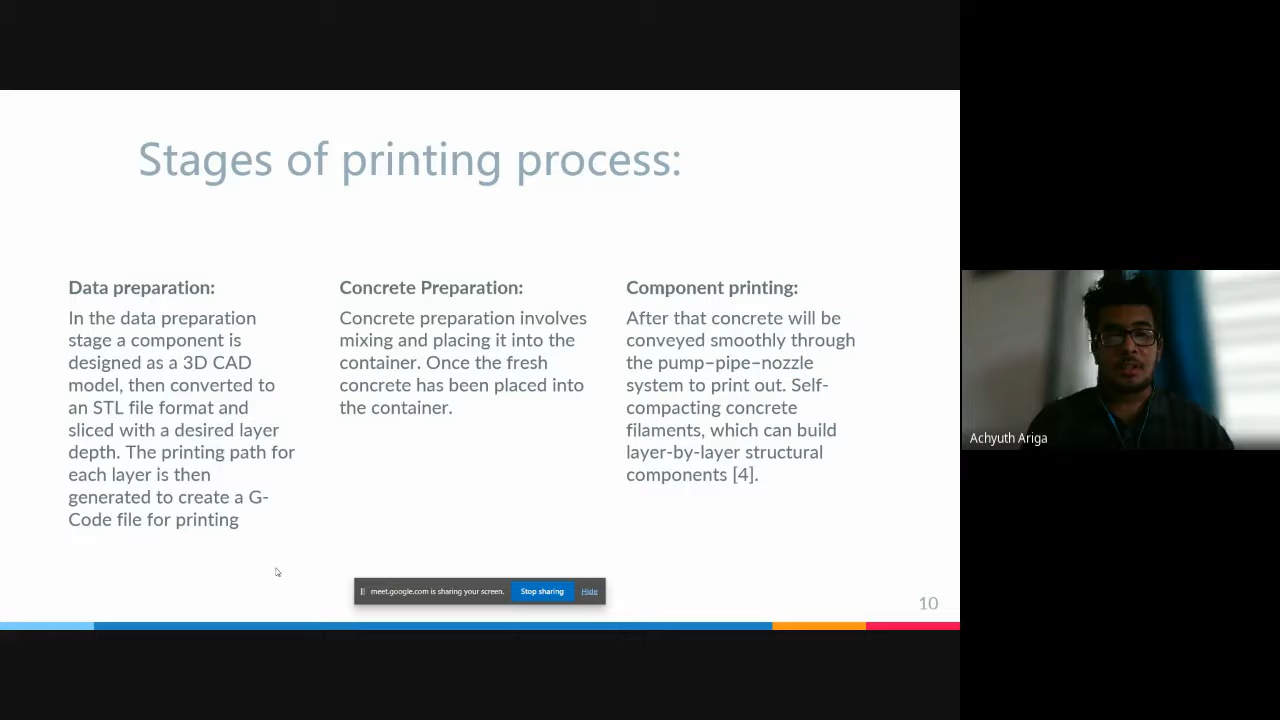 Stages of printing process:
Data preparation:
In the data preparation
stage a component is
designed as a 3D CAD
model, then converted to
an STL file format and
sliced with a desired layer
depth. The printing path for
each layer is then
generated to create a G-
Code file for printing
Concrete Preparation:
Concrete preparation involves
mixing and placing it into the
container. Once the fresh
concrete has been placed into
the container.
Component printing:
After that concrete will be
conveyed smoothly through
the pump–pipe–nozzle
system to print out. Self-
compacting concrete
filaments, which can build
layer-by-layer structural
components [4].
meet.google.com is sharing your screen. Stop sharing Hide
10
Achyuth Ariga